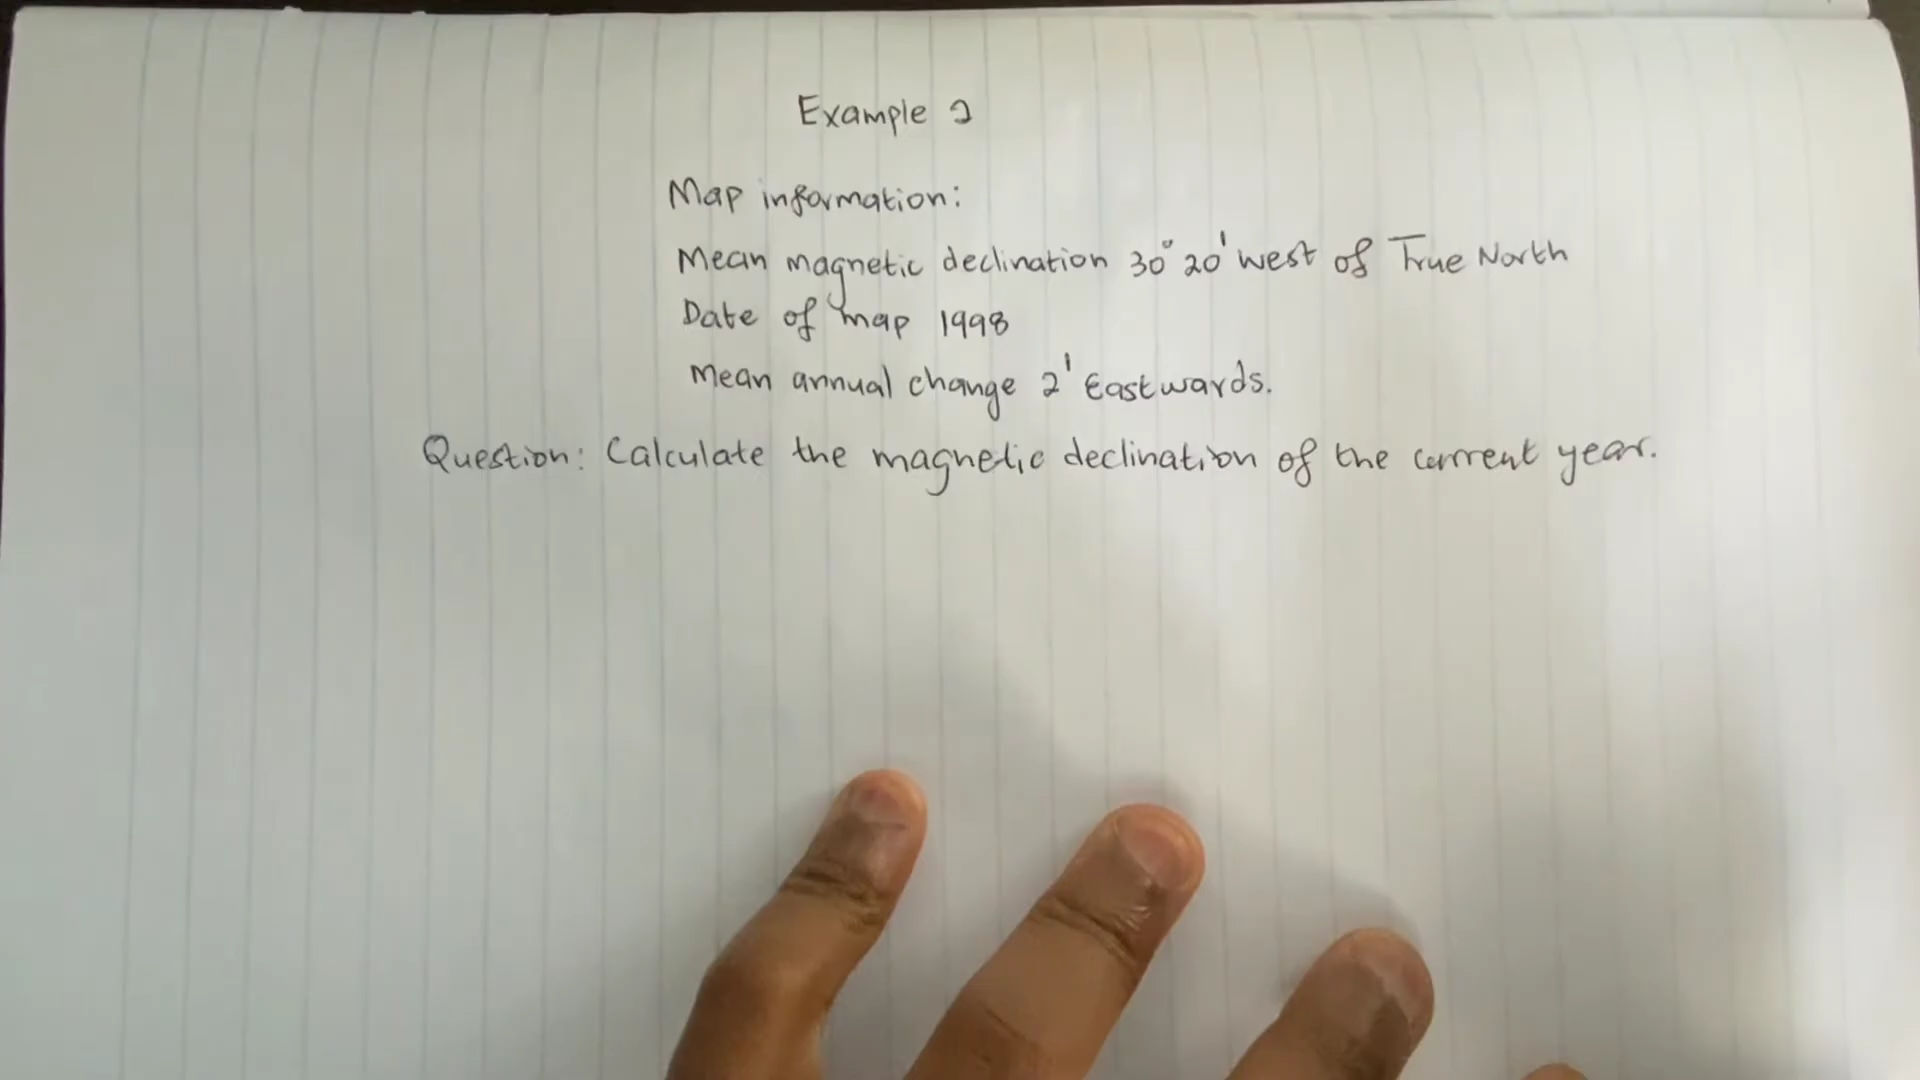 Example 2
Map information:
Mean magnetic declination 30° 20' west of True North
Date of map 1998
Mean annual change 2' Eastwards.
Question: Calculate the magnetic declination of the current year.